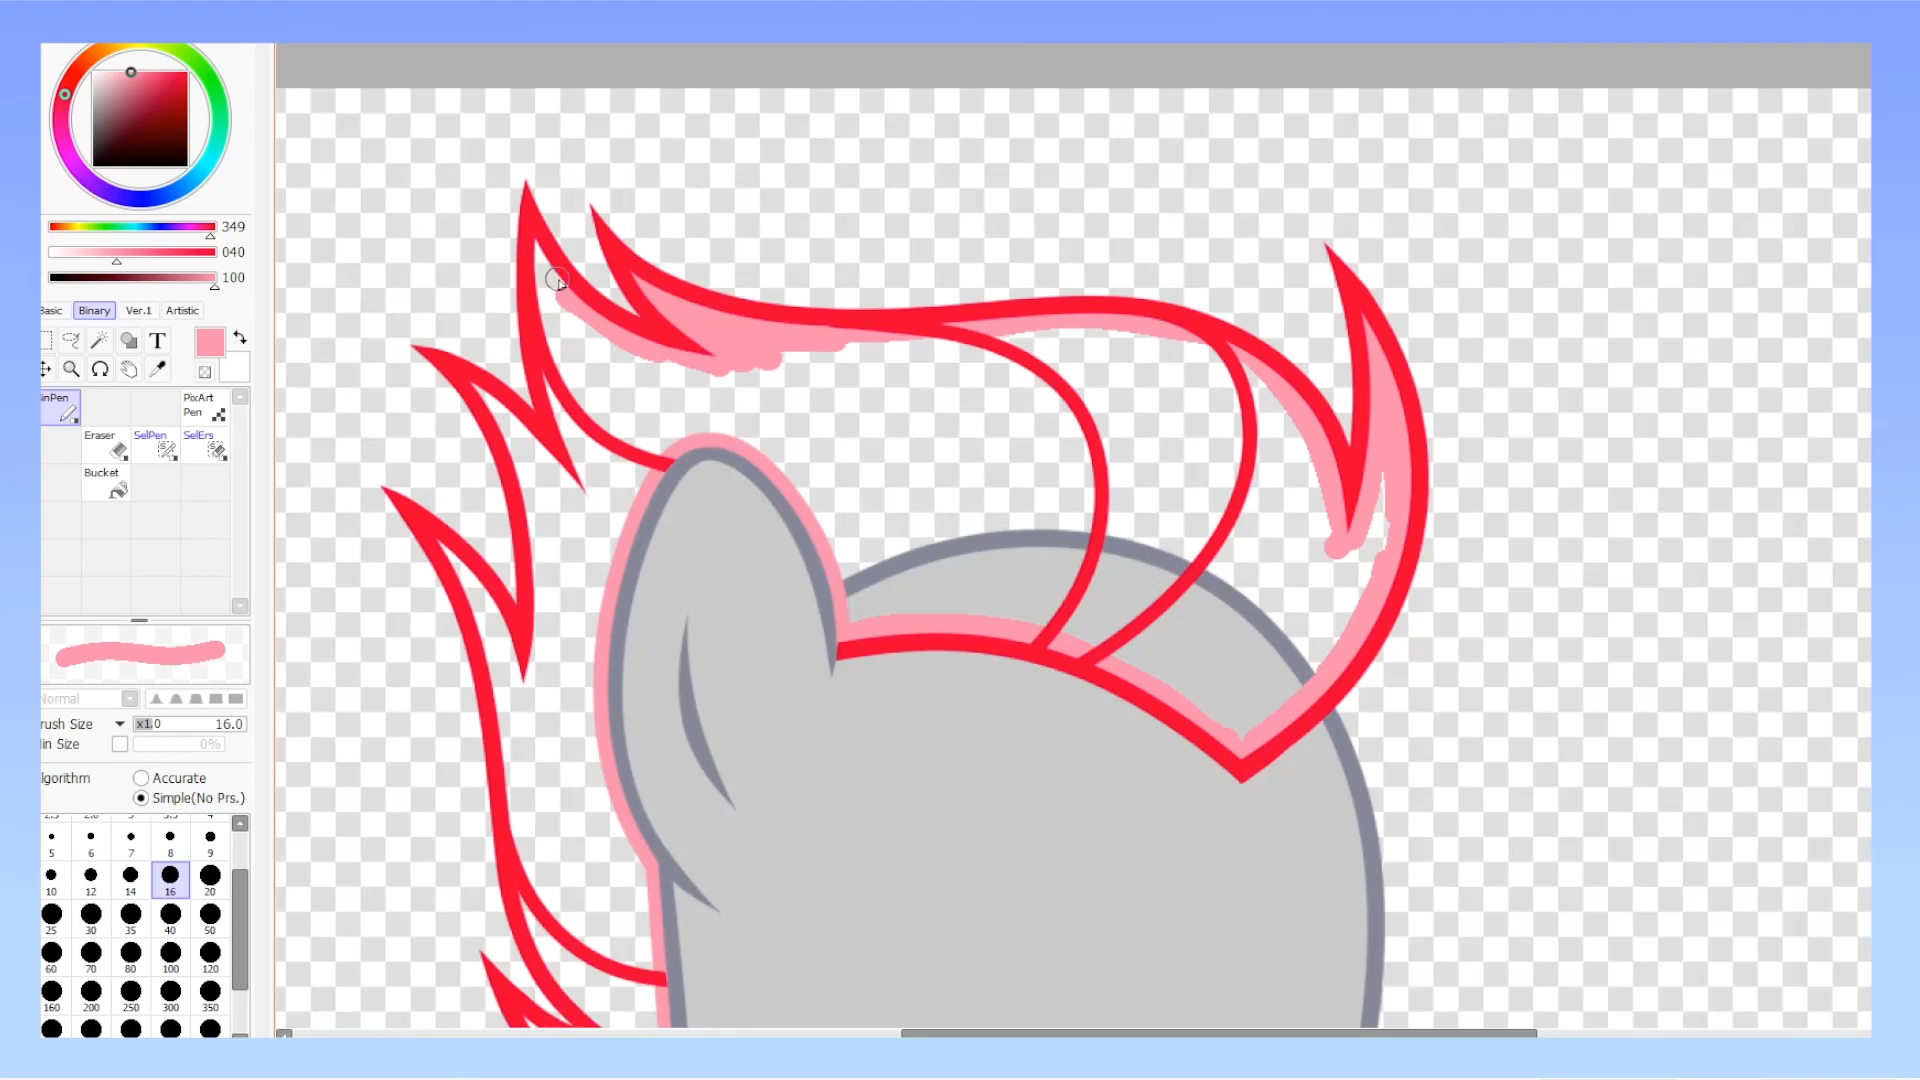 349
040
100
Basic Binary Ver.1 Artistic
T
inPen PixArt
Pen
Eraser SelPen SelErs
Bucket
Normal
rush Size x1.0 16.0
in Size 0%
lgorithm Accurate
Simple(No Prs.)
5 6 7 8 9
10 12 14 16 20
25 30 35 40 50
60 70 80 100 120
160 200 250 300 350